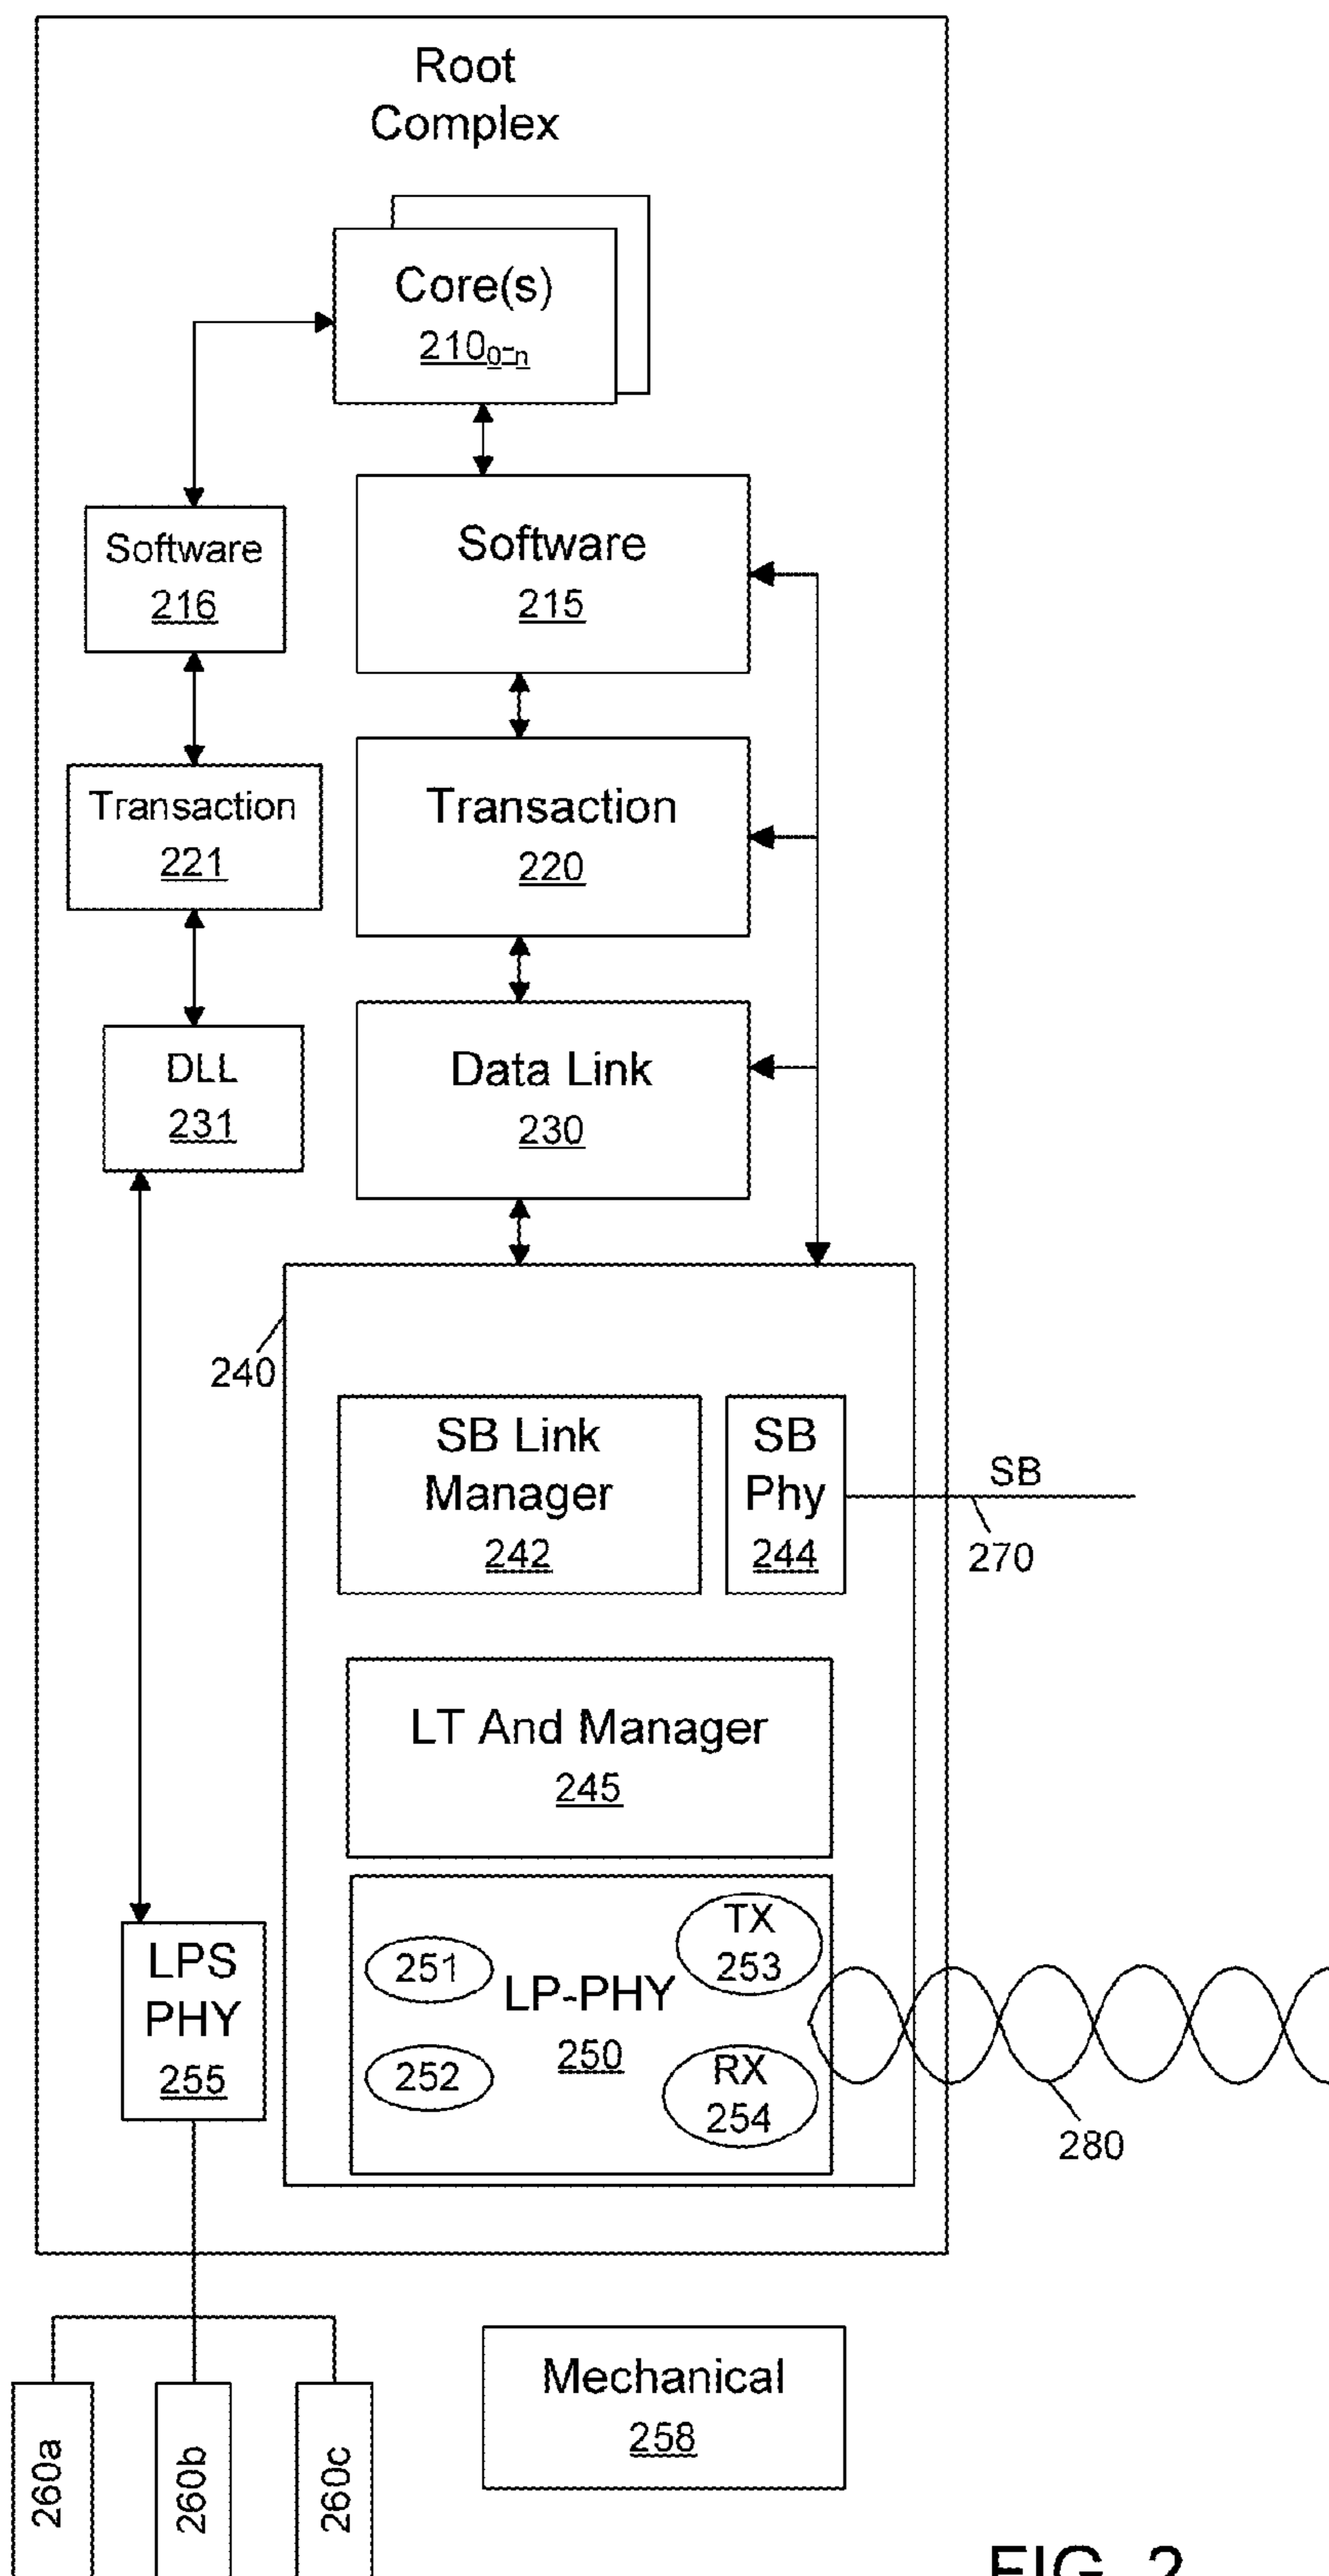 Root
Complex
Core(s)
210₀₋ₙ
Software
216
Software
215
Transaction
221
Transaction
220
DLL
231
Data Link
230
240
SB Link
Manager
242
SB
Phy
244
SB
270
LT And Manager
245
LPS
PHY
255
251
252
LP-PHY
250
TX
253
RX
254
280
260a
260b
260c
Mechanical
258
FIG. 2